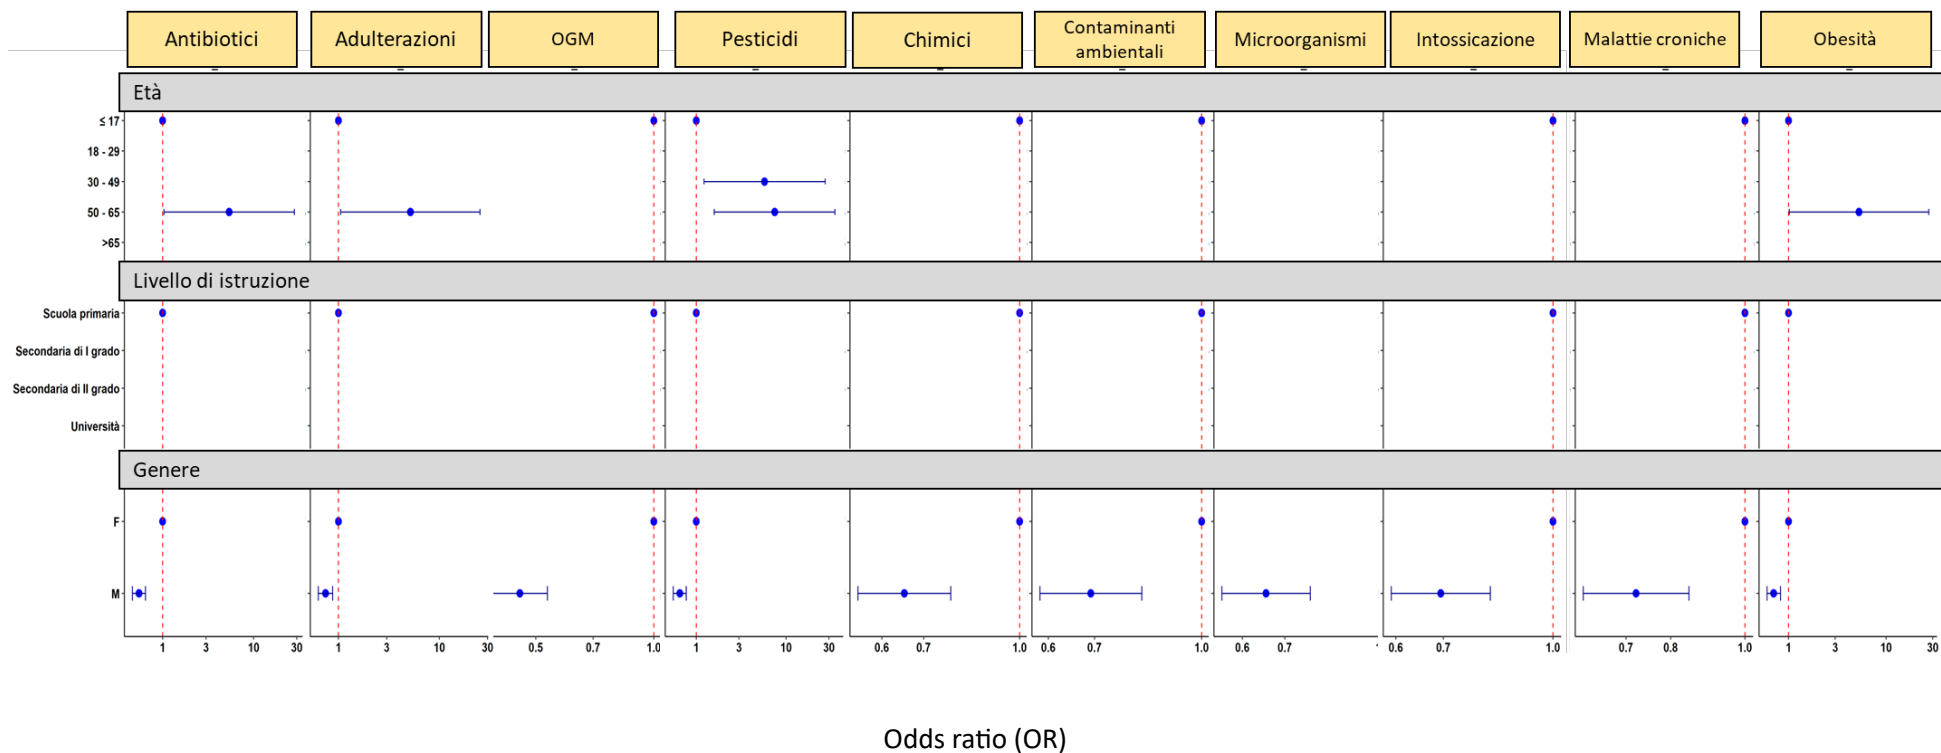 Antibiotici
Adulterazioni
OGM
Pesticidi
Chimici
Contaminanti
ambientali
Microorganismi
Intossicazione
Malattie croniche
Obesità
Età
≤ 17
18 - 29
30 - 49
50 - 65
>65
Livello di istruzione
Scuola primaria
Secondaria di I grado
Secondaria di II grado
Università
Genere
F
M
1 3 10 30 1 3 10 30 0.5 0.7 1.0 1 3 10 30 0.6 0.7 1.0 0.6 0.7 1.0 0.6 0.7 0.6 0.7 1.0 0.7 0.8 1.0 1 3 10 30
Odds ratio (OR)